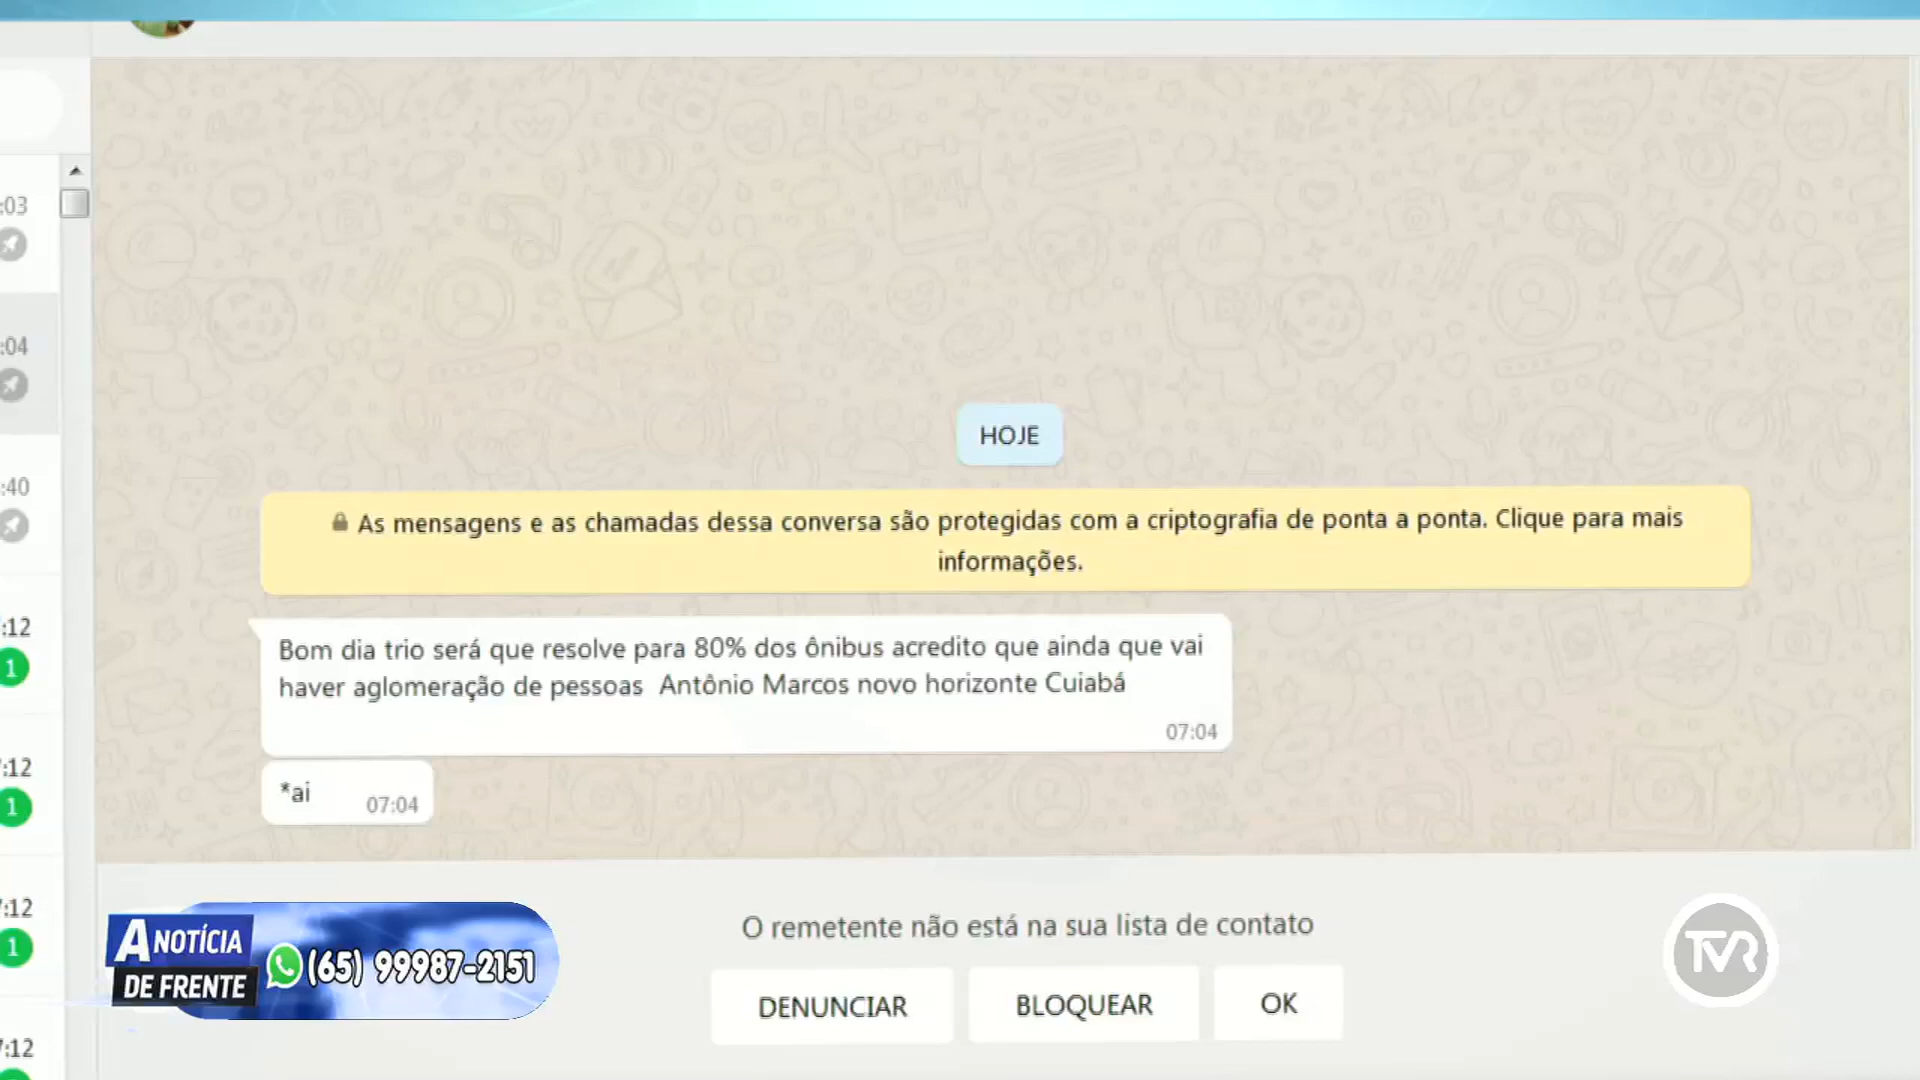 :03
:04
:40
:12
1
:12
1
:12
1
:12
HOJE
As mensagens e as chamadas dessa conversa são protegidas com a criptografia de ponta a ponta. Clique para mais
informações.
Bom dia trio será que resolve para 80% dos ônibus acredito que ainda que vai
haver aglomeração de pessoas  Antônio Marcos novo horizonte Cuiabá
07:04
*ai
07:04
O remetente não está na sua lista de contato
DENUNCIAR
BLOQUEAR
OK
A NOTÍCIA
DE FRENTE
(65) 99987-2151
TVR